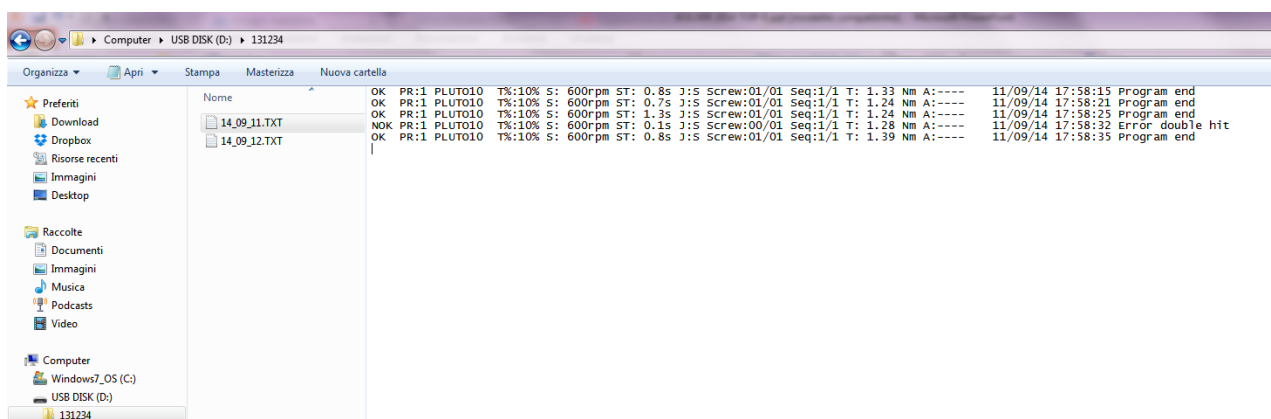 Computer ▸ USB DISK (D:) ▸ 131234
Organizza Apri Stampa Masterizza Nuova cartella
Preferiti
Download
Dropbox
Risorse recenti
Immagini
Desktop
Raccolte
Documenti
Immagini
Musica
Podcasts
Video
Computer
Windows7_OS (C:)
USB DISK (D:)
131234
Nome
14_09_11.TXT
14_09_12.TXT
OK PR:1 PLUTO10 T%:10% S: 600rpm ST: 0.8s J:S Screw:01/01 Seq:1/1 T: 1.33 Nm A:---- 11/09/14 17:58:15 Program end
OK PR:1 PLUTO10 T%:10% S: 600rpm ST: 0.7s J:S Screw:01/01 Seq:1/1 T: 1.24 Nm A:---- 11/09/14 17:58:21 Program end
OK PR:1 PLUTO10 T%:10% S: 600rpm ST: 1.3s J:S Screw:01/01 Seq:1/1 T: 1.24 Nm A:---- 11/09/14 17:58:25 Program end
NOK PR:1 PLUTO10 T%:10% S: 600rpm ST: 0.1s J:S Screw:00/01 Seq:1/1 T: 1.28 Nm A:---- 11/09/14 17:58:32 Error double hit
OK PR:1 PLUTO10 T%:10% S: 600rpm ST: 0.8s J:S Screw:01/01 Seq:1/1 T: 1.39 Nm A:---- 11/09/14 17:58:35 Program end